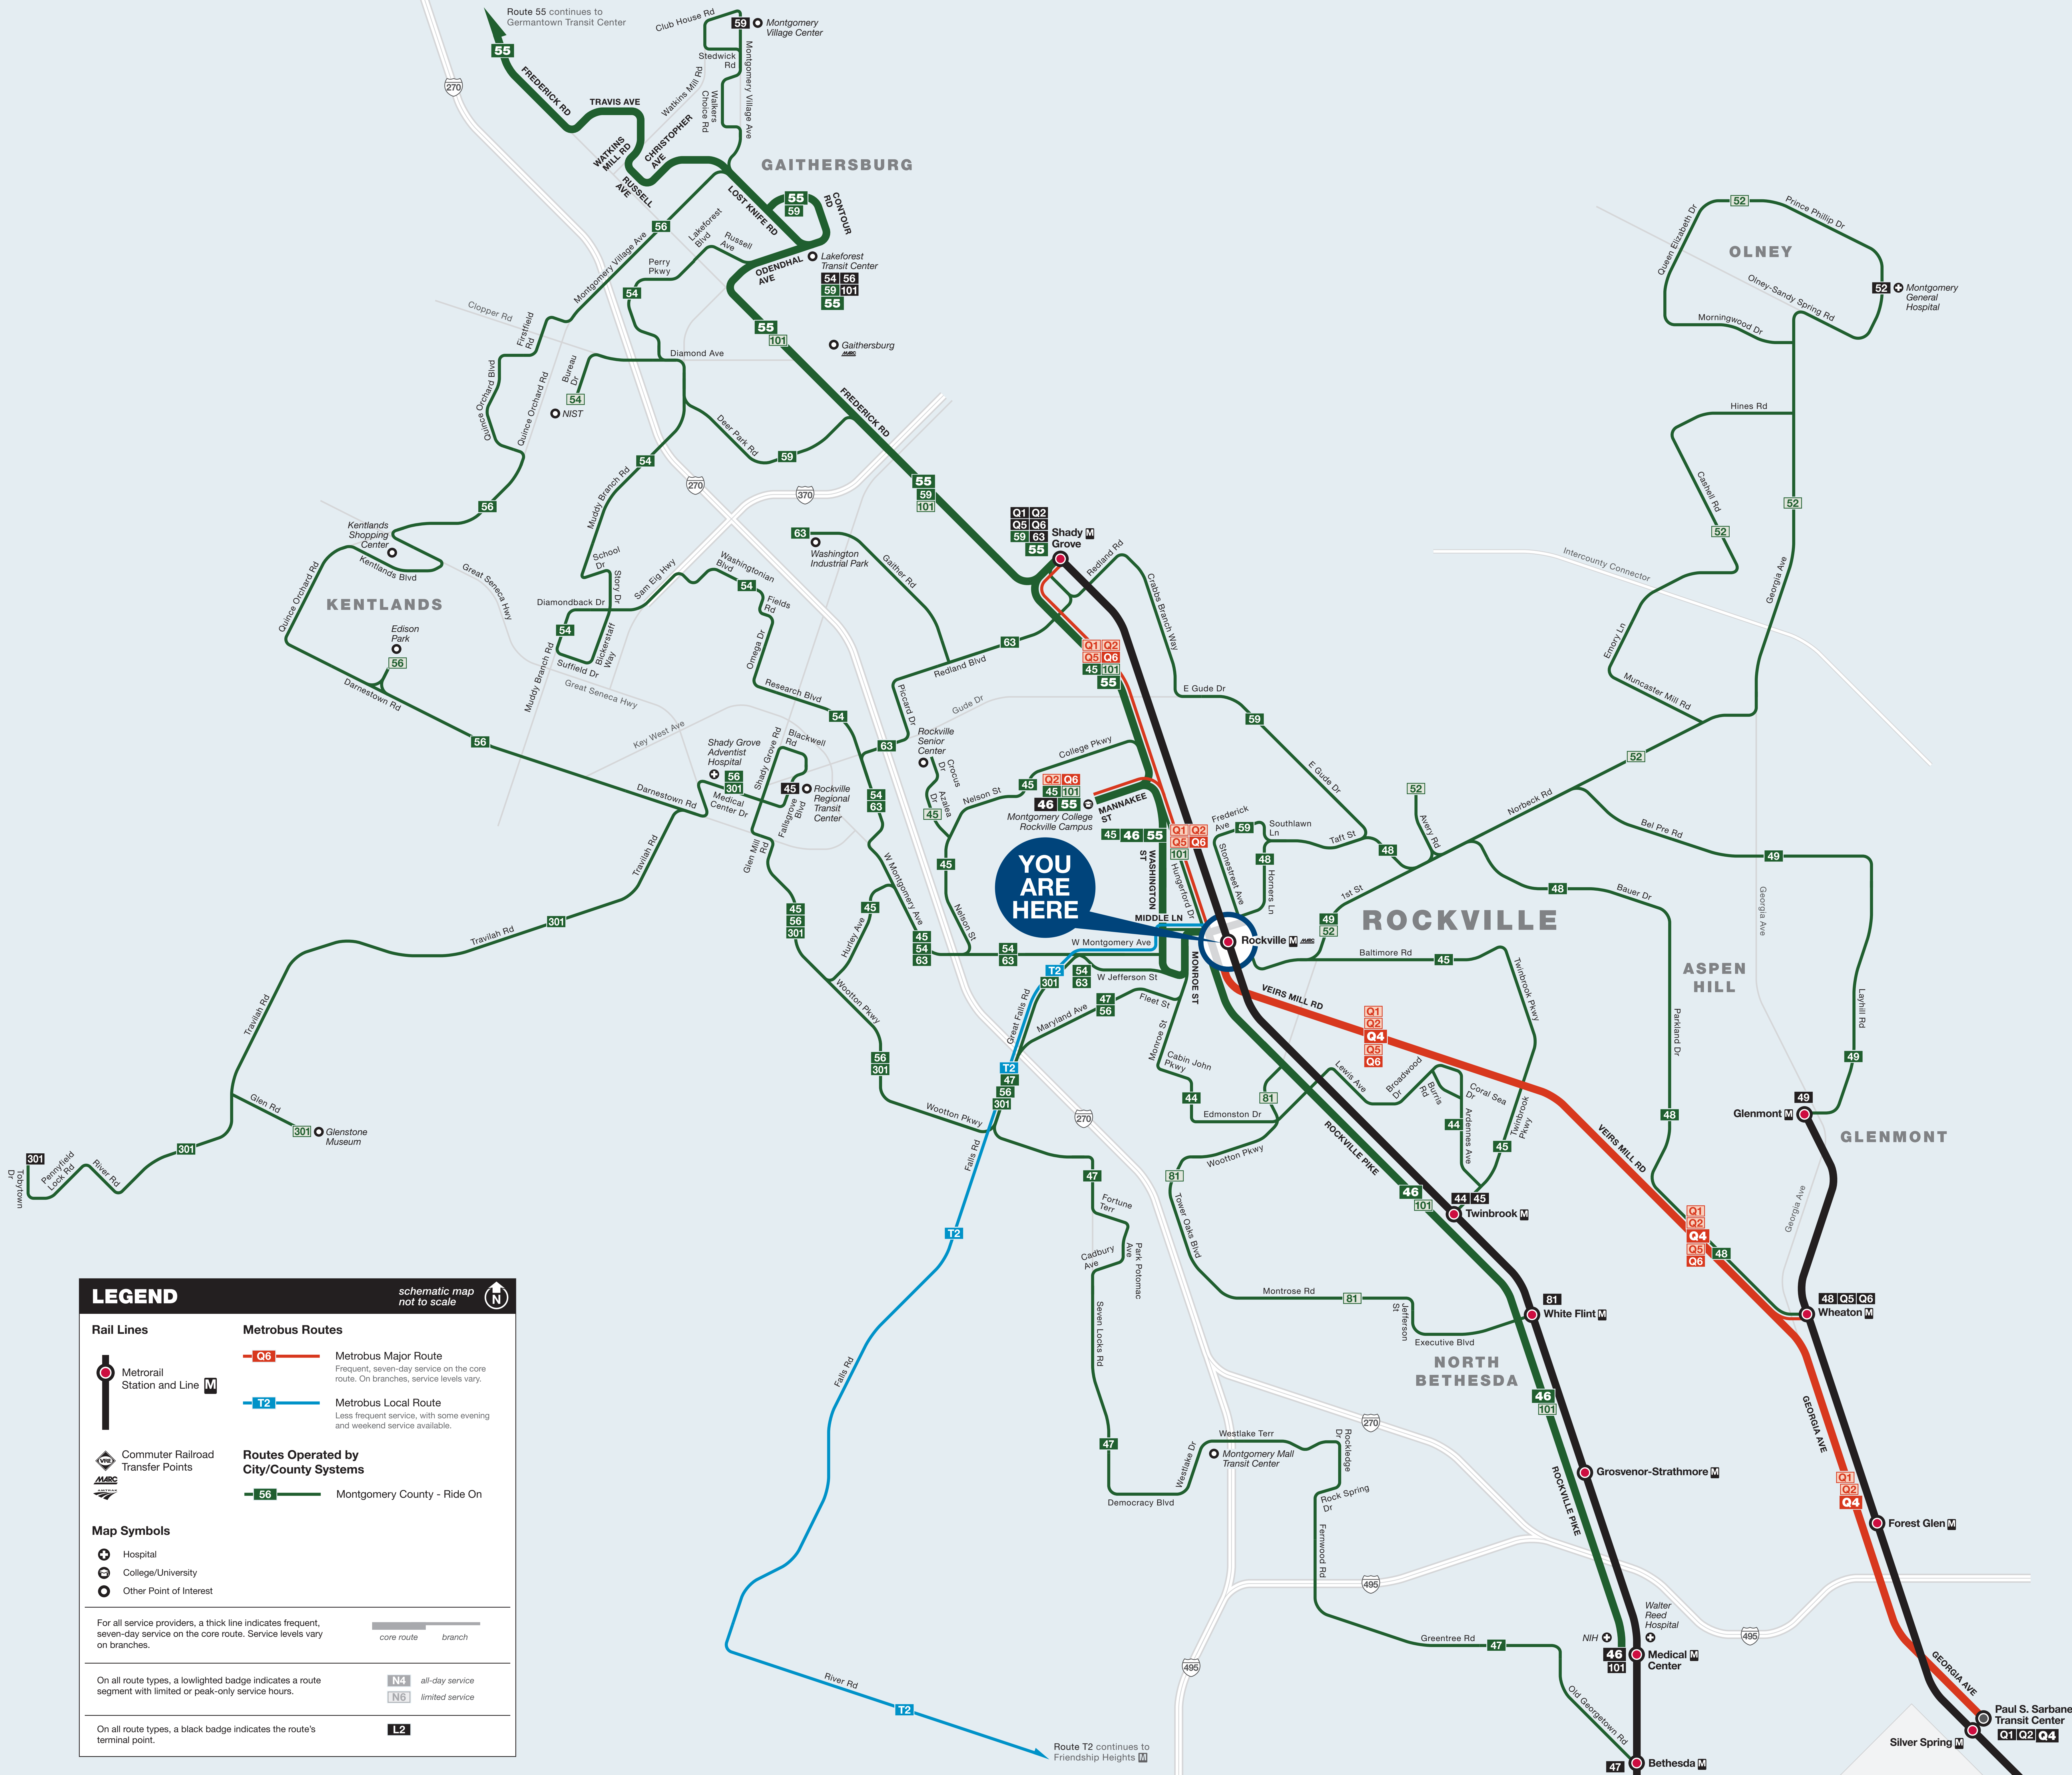 Route 55 continues to
Germantown Transit Center
55
FREDERICK RD
TRAVIS AVE
WATKINS
MILL RD
CHRISTOPHER
AVE
RUSSELL
AVE
Club House Rd
59
Montgomery
Village Center
Stedwick
Rd
Watkins Mill Rd
Walkers
Choice Rd
Montgomery Village Ave
270
GAITHERSBURG
LOST KNIFE RD
55
59
CONTOUR
RD
56
Montgomery Village Ave
Lakeforest
Blvd
Russell
Ave
Perry
Pkwy
54
ODENDHAL
AVE
Lakeforest
Transit Center
54 56
59 101
55
Clopper Rd
Firstfield
Rd
Quince Orchard Blvd
Quince Orchard Rd
Bureau
Dr
54
NIST
Diamond Ave
55
101
Gaithersburg
MARC
FREDERICK RD
Deer Park Rd
59
54
Muddy Branch Rd
56
270
370
55
59
101
Kentlands
Shopping
Center
Kentlands Blvd
Great Seneca Hwy
Quince Orchard Rd
KENTLANDS
Edison
Park
56
Darnestown Rd
56
School
Dr
Story Dr
Diamondback Dr
Sam Eig Hwy
54
Bickerstaff
Way
Suffield Dr
Muddy Branch Rd
Great Seneca Hwy
Key West Ave
Washingtonian
Blvd
54
Fields
Rd
Omega Dr
Research Blvd
54
63
Washington
Industrial Park
Gaither Rd
63
Redland Blvd
Piccard Dr
Gude Dr
63
Q1 Q2
Q5 Q6
59 63
55
Shady M
Grove
Redland Rd
Crabbs Branch Way
E Gude Dr
59
E Gude Dr
Q1 Q2
Q5 Q6
45 101
55
Shady Grove
Adventist
Hospital
56
301
Medical
Center Dr
Shady Grove Rd
Blackwell
Rd
45
Rockville
Regional
Transit
Center
Fallsgrove
Blvd
Glen Mill
Rd
Darnestown Rd
Travilah Rd
54
63
Rockville
Senior
Center
Crocus
Dr
Azalea
Dr
45
Nelson St
45
College Pkwy
Q2 Q6
45 101
46 55
Montgomery College
Rockville Campus
MANNAKEE
ST
45 46 55
Q1 Q2
Q5 Q6
101
WASHINGTON
ST
Hungerford Dr
Frederick
Ave
59
Southlawn
Ln
Stonestreet Ave
48
Horners Ln
Taft St
48
52
Avery Rd
Norbeck Rd
52
Bel Pre Rd
49
48
Bauer Dr
1st St
49
52
YOU
ARE
HERE
MIDDLE LN
Rockville M MARC
ROCKVILLE
W Montgomery Ave
45
Nelson St
W Montgomery Ave
45
Hurley Ave
45
56
301
45
54
63
54
63
T2
301
54
63
W Jefferson St
MONROE ST
Baltimore Rd
45
Twinbrook Pkwy
Travilah Rd
301
Travilah Rd
Glen Rd
301
Glenstone
Museum
301
301
Tobytown
Dr
Pennyfield
Lock Rd
River Rd
Wootton Pkwy
56
301
Wootton Pkwy
Great Falls Rd
Maryland Ave
47
56
Fleet St
Monroe St
Cabin John
Pkwy
44
Edmonston Dr
81
Wootton Pkwy
81
T2
47
56
301
Falls Rd
270
VEIRS MILL RD
Q1
Q2
Q4
Q5
Q6
Lewis Ave
Broadwood
Dr
Burris
Rd
Coral Sea
Dr
44
Ardennes Ave
45
Twinbrook
Pkwy
ROCKVILLE PIKE
46
101
44 45
Twinbrook M
VEIRS MILL RD
Q1
Q2
Q4
Q5
Q6
48
48
Parkland Dr
ASPEN
HILL
Georgia Ave
Layhill Rd
49
49
Glenmont M
GLENMONT
Georgia Ave
48 Q5 Q6
Wheaton M
OLNEY
52
Prince Phillip Dr
Queen Elizabeth Dr
Olney-Sandy Spring Rd
52
Montgomery
General
Hospital
Morningwood Dr
Hines Rd
Cashell Rd
52
52
Intercounty Connector
Georgia Ave
Emory Ln
Muncaster Mill Rd
47
Fortune
Terr
Park Potomac
Ave
Cadbury
Ave
Seven Locks Rd
47
Democracy Blvd
Westlake Dr
Westlake Terr
Montgomery Mall
Transit Center
Rockledge
Dr
Rock Spring
Dr
Fernwood Rd
Tower Oaks Blvd
Montrose Rd
81
Jefferson
St
Executive Blvd
81
White Flint M
NORTH
BETHESDA
46
101
270
Grosvenor-Strathmore M
ROCKVILLE PIKE
495
495
495
GEORGIA AVE
Q1
Q2
Q4
Forest Glen M
Walter
Reed
Hospital
NIH
46
101
Medical M
Center
Greentree Rd
47
Old Georgetown Rd
47
Bethesda M
GEORGIA AVE
Paul S. Sarbane
Transit Center
Q1 Q2 Q4
Silver Spring M
T2
Falls Rd
River Rd
T2
Route T2 continues to
Friendship Heights M
LEGEND
schematic map
not to scale
N
Rail Lines
Metrorail
Station and Line M
VRE
MARC
AMTRAK
Commuter Railroad
Transfer Points
Map Symbols
Hospital
College/University
Other Point of Interest
Metrobus Routes
Q6
Metrobus Major Route
Frequent, seven-day service on the core
route. On branches, service levels vary.
T2
Metrobus Local Route
Less frequent service, with some evening
and weekend service available.
Routes Operated by
City/County Systems
56
Montgomery County - Ride On
For all service providers, a thick line indicates frequent,
seven-day service on the core route. Service levels vary
on branches.
core route
branch
On all route types, a lowlighted badge indicates a route
segment with limited or peak-only service hours.
N4
all-day service
N6
limited service
On all route types, a black badge indicates the route's
terminal point.
L2